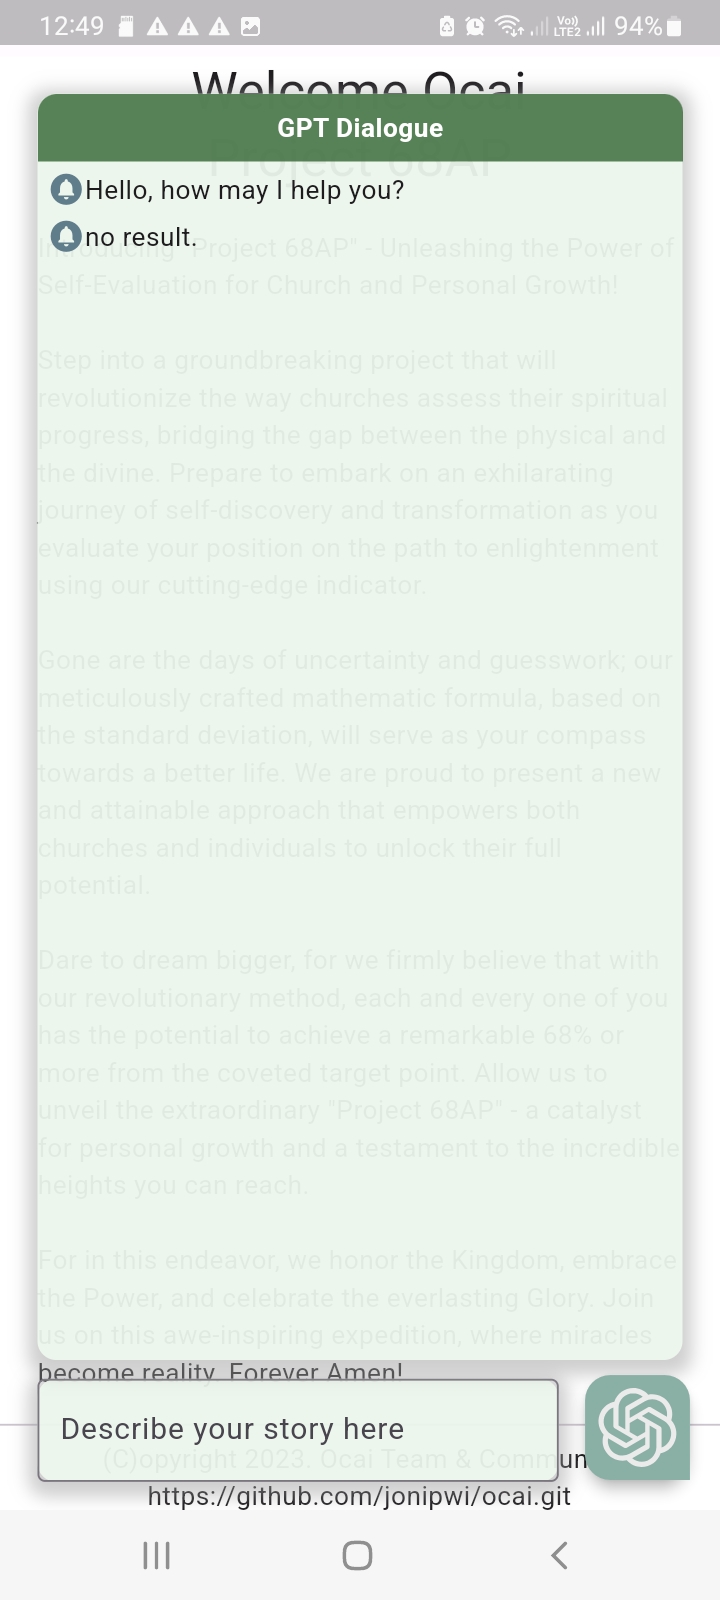 12:49
Vo))
LTE2
94%
Welcome Ocai
Project 68AP
GPT Dialogue
Hello, how may I help you?
no result.
Introducing "Project 68AP" - Unleashing the Power of
Self-Evaluation for Church and Personal Growth!
Step into a groundbreaking project that will
revolutionize the way churches assess their spiritual
progress, bridging the gap between the physical and
the divine. Prepare to embark on an exhilarating
journey of self-discovery and transformation as you
evaluate your position on the path to enlightenment
using our cutting-edge indicator.
Gone are the days of uncertainty and guesswork; our
meticulously crafted mathematic formula, based on
the standard deviation, will serve as your compass
towards a better life. We are proud to present a new
and attainable approach that empowers both
churches and individuals to unlock their full
potential.
Dare to dream bigger, for we firmly believe that with
our revolutionary method, each and every one of you
has the potential to achieve a remarkable 68% or
more from the coveted target point. Allow us to
unveil the extraordinary "Project 68AP" - a catalyst
for personal growth and a testament to the incredible
heights you can reach.
For in this endeavor, we honor the Kingdom, embrace
the Power, and celebrate the everlasting Glory. Join
us on this awe-inspiring expedition, where miracles
become reality. Forever Amen!
Describe your story here
(C)opyright 2023. Ocai Team & Commun
https://github.com/jonipwi/ocai.git